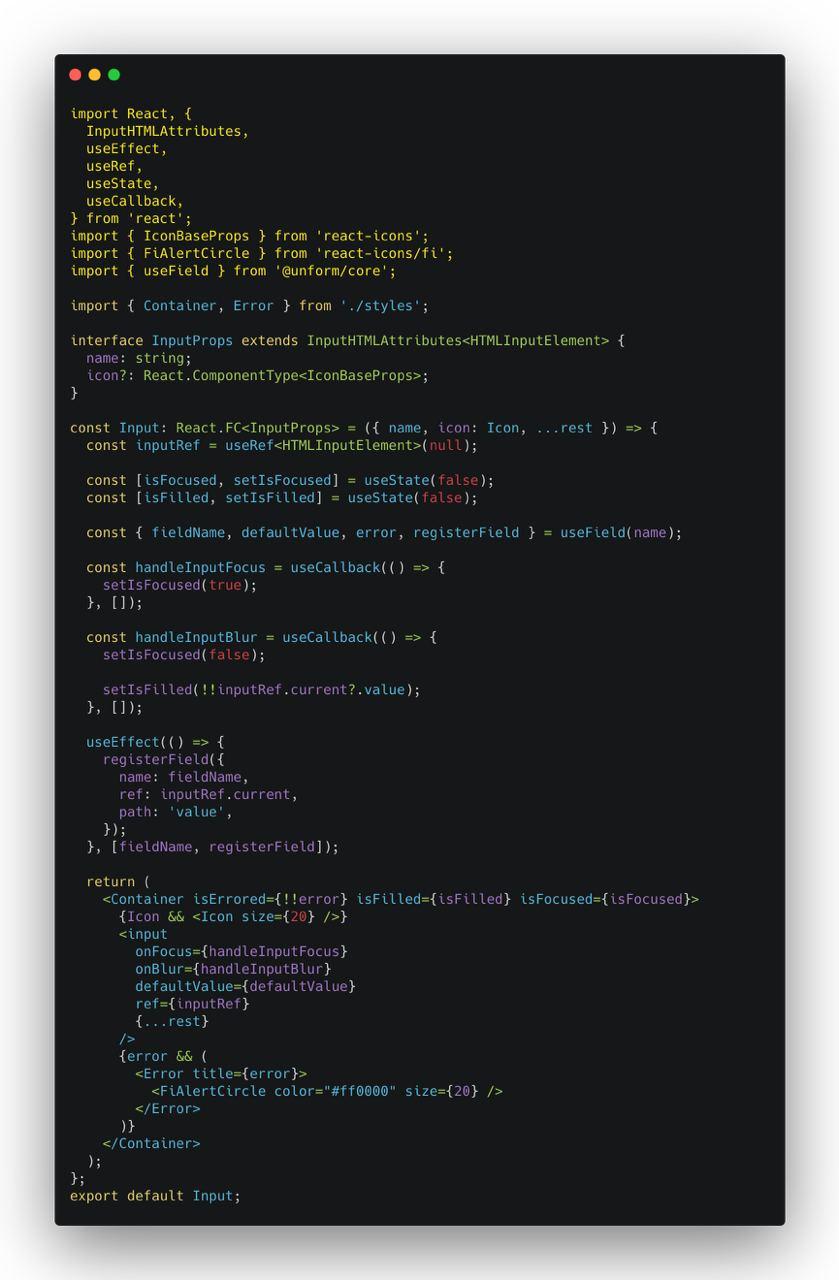 import React, {
  InputHTMLAttributes,
  useEffect,
  useRef,
  useState,
  useCallback,
} from 'react';
import { IconBaseProps } from 'react-icons';
import { FiAlertCircle } from 'react-icons/fi';
import { useField } from '@unform/core';

import { Container, Error } from './styles';

interface InputProps extends InputHTMLAttributes<HTMLInputElement> {
  name: string;
  icon?: React.ComponentType<IconBaseProps>;
}

const Input: React.FC<InputProps> = ({ name, icon: Icon, ...rest }) => {
  const inputRef = useRef<HTMLInputElement>(null);

  const [isFocused, setIsFocused] = useState(false);
  const [isFilled, setIsFilled] = useState(false);

  const { fieldName, defaultValue, error, registerField } = useField(name);

  const handleInputFocus = useCallback(() => {
    setIsFocused(true);
  }, []);

  const handleInputBlur = useCallback(() => {
    setIsFocused(false);

    setIsFilled(!!inputRef.current?.value);
  }, []);

  useEffect(() => {
    registerField({
      name: fieldName,
      ref: inputRef.current,
      path: 'value',
    });
  }, [fieldName, registerField]);

  return (
    <Container isErrored={!!error} isFilled={isFilled} isFocused={isFocused}>
      {Icon && <Icon size={20} />}
      <input
        onFocus={handleInputFocus}
        onBlur={handleInputBlur}
        defaultValue={defaultValue}
        ref={inputRef}
        {...rest}
      />
      {error && (
        <Error title={error}>
          <FiAlertCircle color="#ff0000" size={20} />
        </Error>
      )}
    </Container>
  );
};
export default Input;